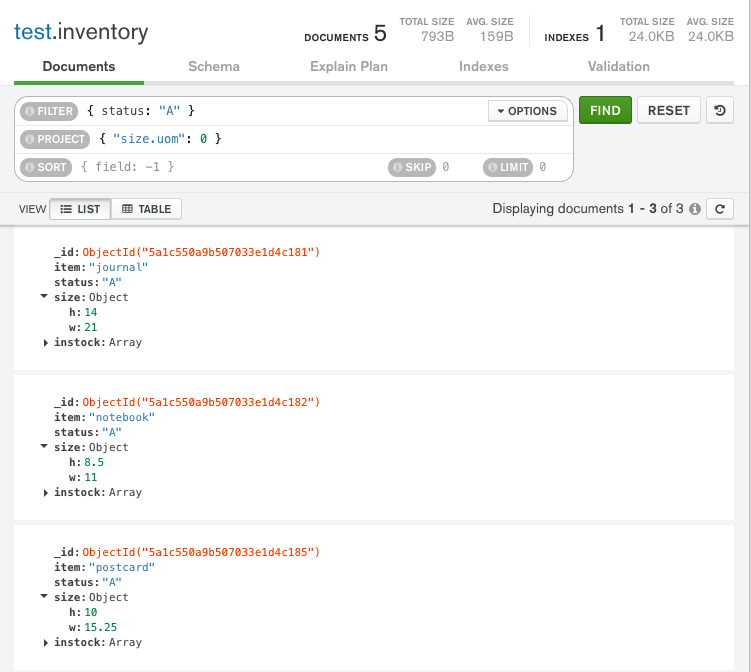 test.inventory
DOCUMENTS 5 TOTAL SIZE 793B AVG. SIZE 159B INDEXES 1 TOTAL SIZE 24.0KB AVG. SIZE 24.0KB
Documents Schema Explain Plan Indexes Validation
FILTER { status: "A" } OPTIONS FIND RESET
PROJECT { "size.uom": 0 }
SORT { field: -1 } SKIP 0 LIMIT 0
VIEW LIST TABLE Displaying documents 1 - 3 of 3
_id: ObjectId("5a1c550a9b507033e1d4c181")
item: "journal"
status: "A"
size: Object
h: 14
w: 21
instock: Array
_id: ObjectId("5a1c550a9b507033e1d4c182")
item: "notebook"
status: "A"
size: Object
h: 8.5
w: 11
instock: Array
_id: ObjectId("5a1c550a9b507033e1d4c185")
item: "postcard"
status: "A"
size: Object
h: 10
w: 15.25
instock: Array